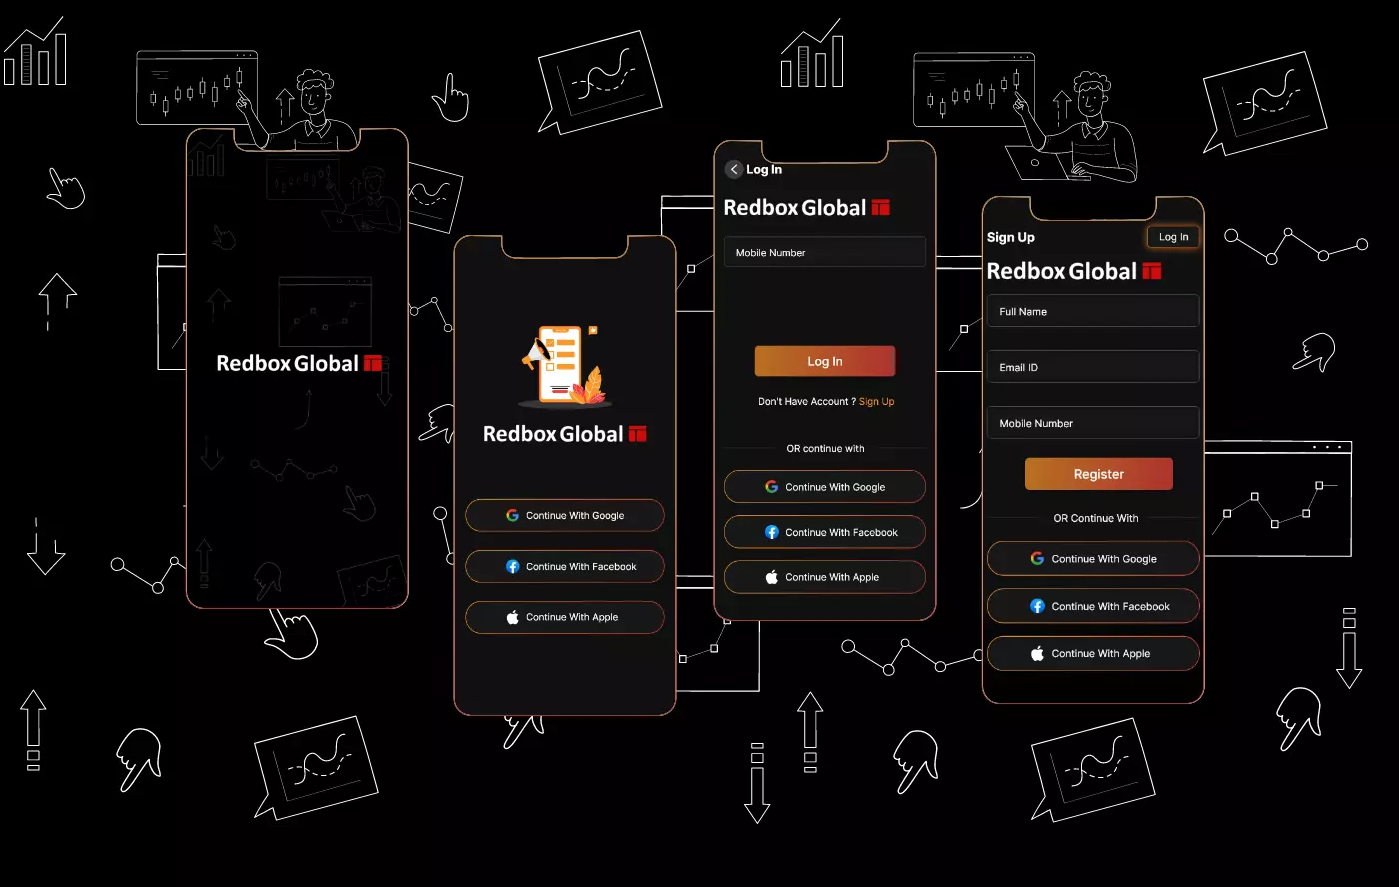 Redbox Global
Redbox Global
Continue With Google
Continue With Facebook
Continue With Apple
Log In
Redbox Global
Mobile Number
Log In
Don't Have Account ? Sign Up
OR continue with
Continue With Google
Continue With Facebook
Continue With Apple
Sign Up
Log In
Redbox Global
Full Name
Email ID
Mobile Number
Register
OR Continue With
Continue With Google
Continue With Facebook
Continue With Apple